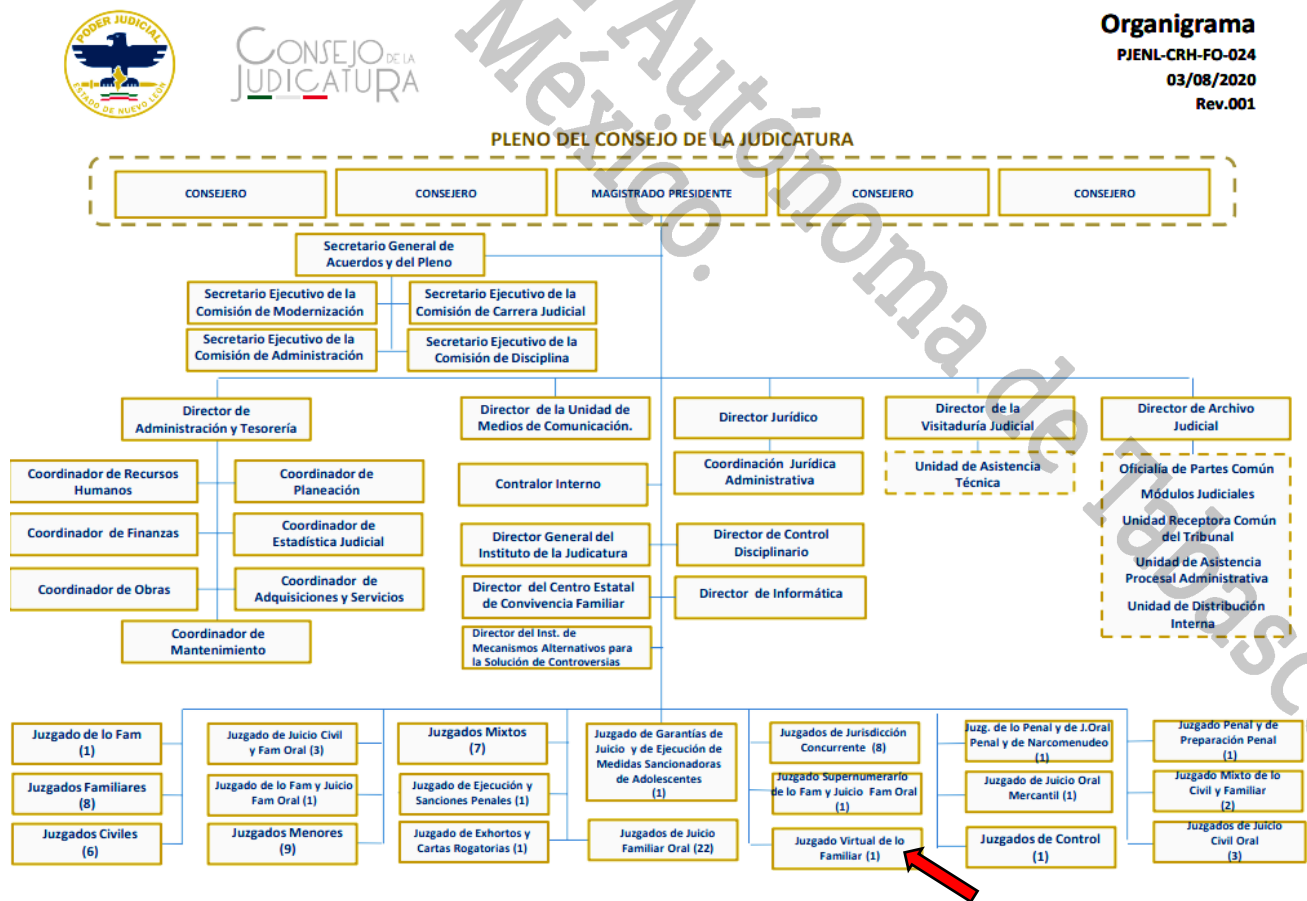 PODER JUDICIAL
ESTADO DE NUEVO LEÓN
CONSEJO DE LA
JUDICATURA
Organigrama
PJENL-CRH-FO-024
03/08/2020
Rev.001
Autónoma de Tabasco
México.
PLENO DEL CONSEJO DE LA JUDICATURA
CONSEJERO
CONSEJERO
MAGISTRADO PRESIDENTE
CONSEJERO
CONSEJERO
Secretario General de
Acuerdos y del Pleno
Secretario Ejecutivo de la
Comisión de Modernización
Secretario Ejecutivo de la
Comisión de Carrera Judicial
Secretario Ejecutivo de la
Comisión de Administración
Secretario Ejecutivo de la
Comisión de Disciplina
Director de
Administración y Tesorería
Director de la Unidad de
Medios de Comunicación.
Director Jurídico
Director de la
Visitaduría Judicial
Director de Archivo
Judicial
Coordinador de Recursos
Humanos
Coordinador de
Planeación
Contralor Interno
Coordinación Jurídica
Administrativa
Unidad de Asistencia
Técnica
Oficialía de Partes Común
Módulos Judiciales
Unidad Receptora Común
del Tribunal
Unidad de Asistencia
Procesal Administrativa
Unidad de Distribución
Interna
Coordinador de Finanzas
Coordinador de
Estadística Judicial
Director General del
Instituto de la Judicatura
Director de Control
Disciplinario
Coordinador de Obras
Coordinador de
Adquisiciones y Servicios
Director del Centro Estatal
de Convivencia Familiar
Director de Informática
Coordinador de
Mantenimiento
Director del Inst. de
Mecanismos Alternativos para
la Solución de Controversias
Juzgado de lo Fam
(1)
Juzgado de Juicio Civil
y Fam Oral (3)
Juzgados Mixtos
(7)
Juzgado de Garantías de
Juicio y de Ejecución de
Medidas Sancionadoras
de Adolescentes
(1)
Juzgados de Jurisdicción
Concurrente (8)
Juzg. de lo Penal y de J.Oral
Penal y de Narcomenudeo
(1)
Juzgado Penal y de
Preparación Penal
(1)
Juzgados Familiares
(8)
Juzgado de lo Fam y Juicio
Fam Oral (1)
Juzgado de Ejecución y
Sanciones Penales (1)
Juzgado Supernumerario
de lo Fam y Juicio Fam Oral
(1)
Juzgado de Juicio Oral
Mercantil (1)
Juzgado Mixto de lo
Civil y Familiar
(2)
Juzgados Civiles
(6)
Juzgados Menores
(9)
Juzgado de Exhortos y
Cartas Rogatorias (1)
Juzgados de Juicio
Familiar Oral (22)
Juzgado Virtual de lo
Familiar (1)
Juzgados de Control
(1)
Juzgados de Juicio
Civil Oral
(3)